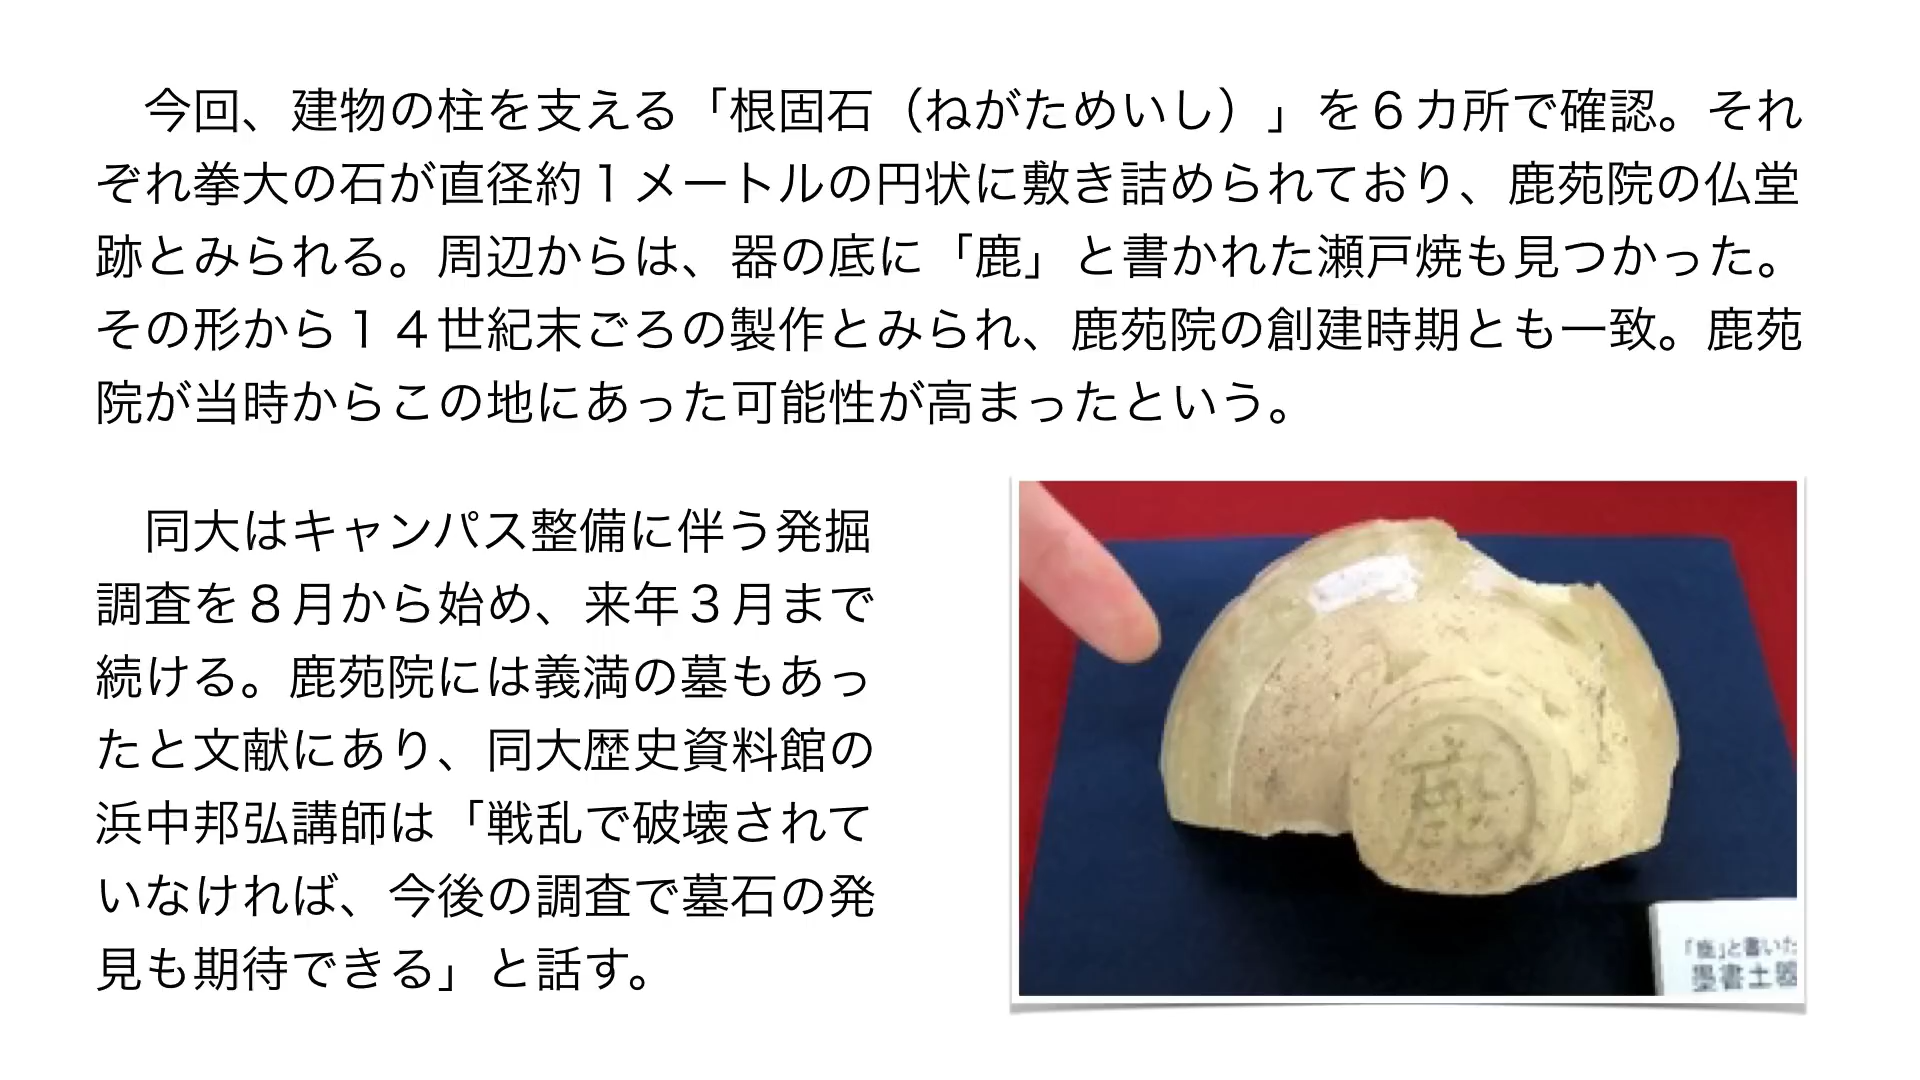 今回、建物の柱を支える「根固石（ねがためいし）」を６カ所で確認。それ
ぞれ拳大の石が直径約１メートルの円状に敷き詰められており、鹿苑院の仏堂
跡とみられる。周辺からは、器の底に「鹿」と書かれた瀬戸焼も見つかった。
その形から１４世紀末ごろの製作とみられ、鹿苑院の創建時期とも一致。鹿苑
院が当時からこの地にあった可能性が高まったという。
同大はキャンパス整備に伴う発掘
調査を８月から始め、来年３月まで
続ける。鹿苑院には義満の墓もあっ
たと文献にあり、同大歴史資料館の
浜中邦弘講師は「戦乱で破壊されて
いなければ、今後の調査で墓石の発
見も期待できる」と話す。
鹿
「鹿」と書いた
墨書土器